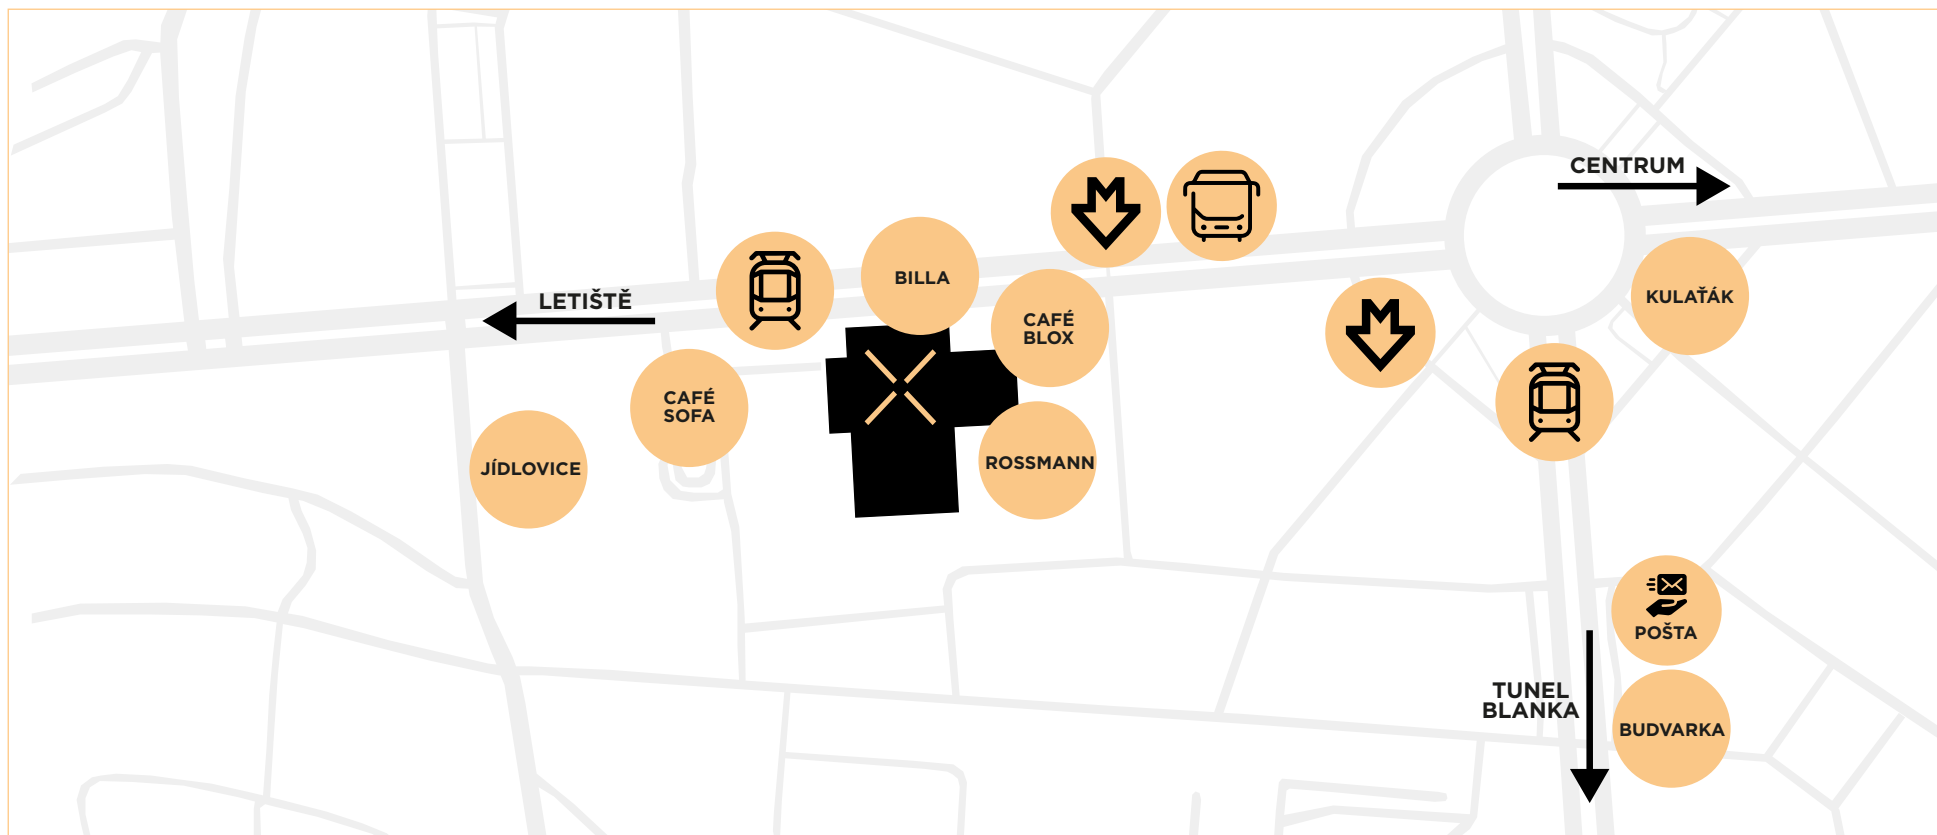 CENTRUM
BILLA
KULAŤÁK
LETIŠTĚ
CAFÉ
BLOX
CAFÉ
SOFA
JÍDLOVICE
ROSSMANN
POŠTA
TUNEL
BLANKA
BUDVARKA